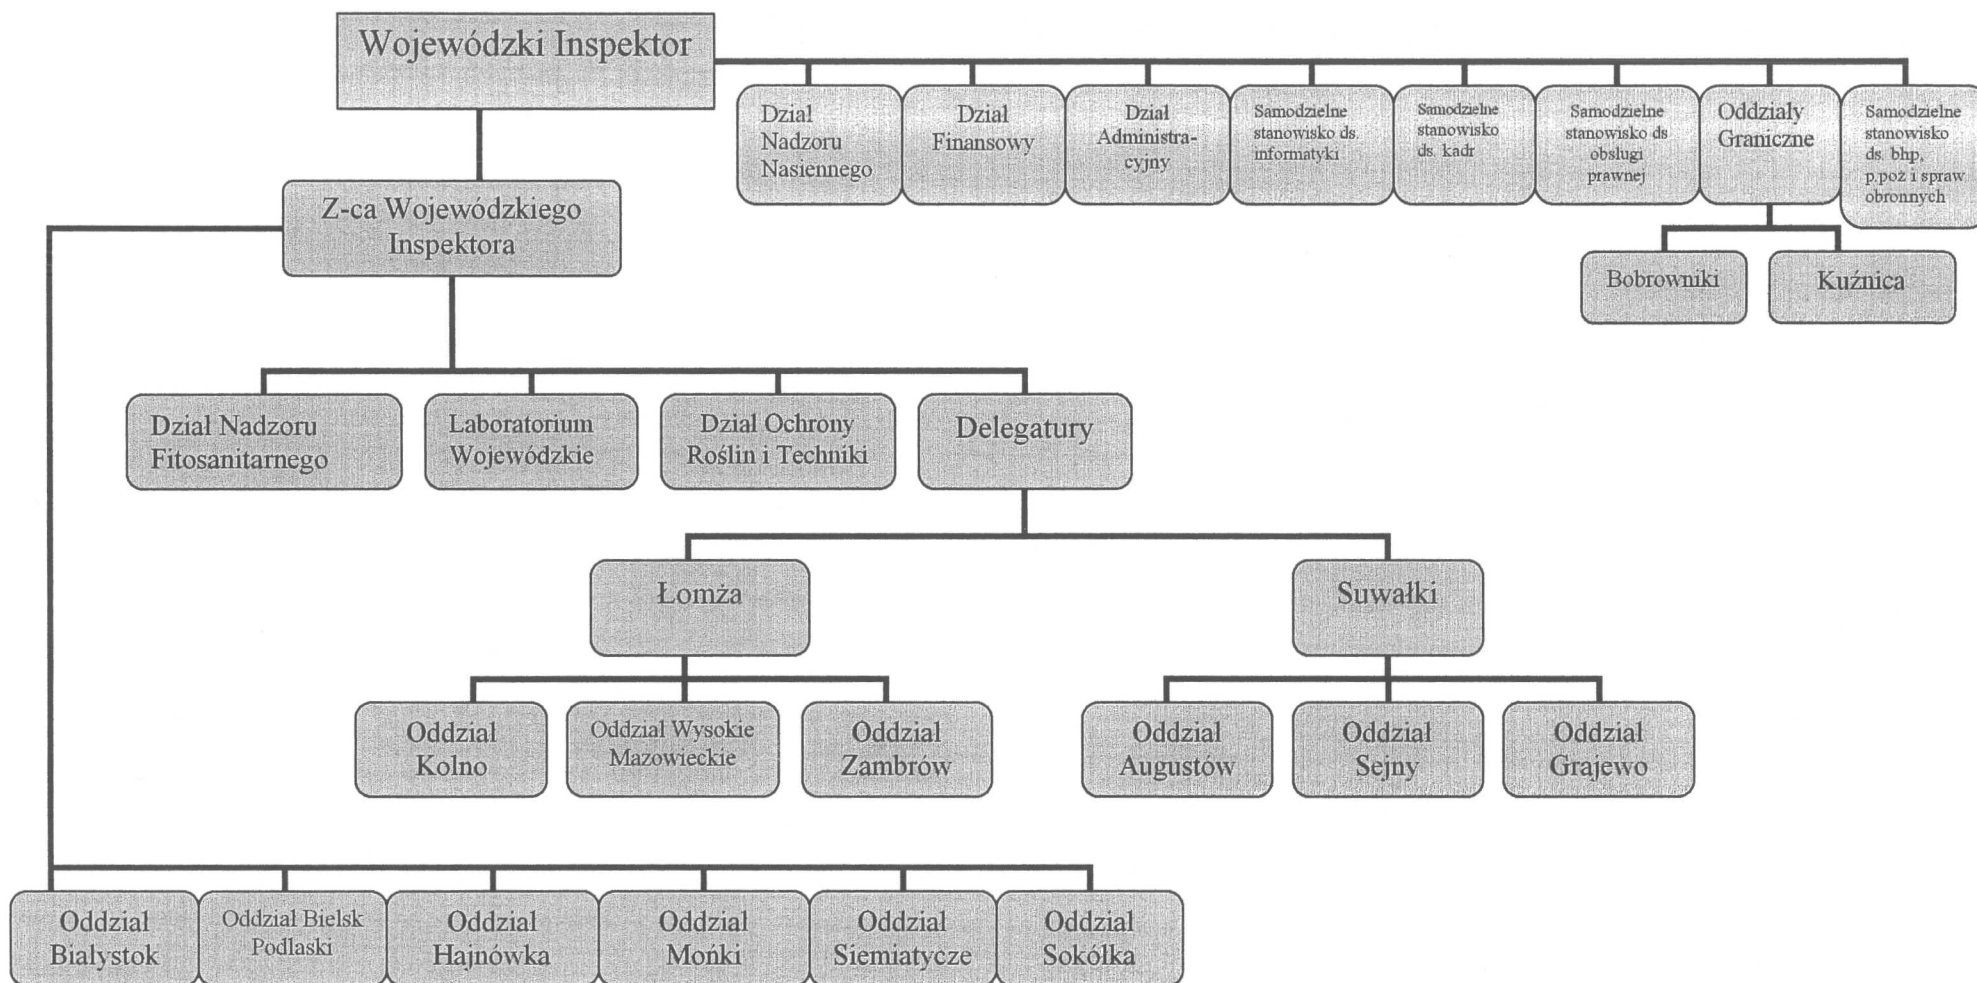 Wojewódzki Inspektor
Dział
Nadzoru
Nasiennego
Dział
Finansowy
Dział
Administra-
cyjny
Samodzielne
stanowisko ds.
informatyki
Samodzielne
stanowisko
ds. kadr
Samodzielne
stanowisko ds
obsługi
prawnej
Oddziały
Graniczne
Samodzielne
stanowisko
ds. bhp,
p.poż i spraw
obronnych
Z-ca Wojewódzkiego
Inspektora
Bobrowniki
Kuźnica
Dział Nadzoru
Fitosanitarnego
Laboratorium
Wojewódzkie
Dział Ochrony
Roślin i Techniki
Delegatury
Łomża
Suwałki
Oddział
Kolno
Oddział Wysokie
Mazowieckie
Oddział
Zambrów
Oddział
Augustów
Oddział
Sejny
Oddział
Grajewo
Oddział
Białystok
Oddział Bielsk
Podlaski
Oddział
Hajnówka
Oddział
Mońki
Oddział
Siemiatycze
Oddział
Sokółka